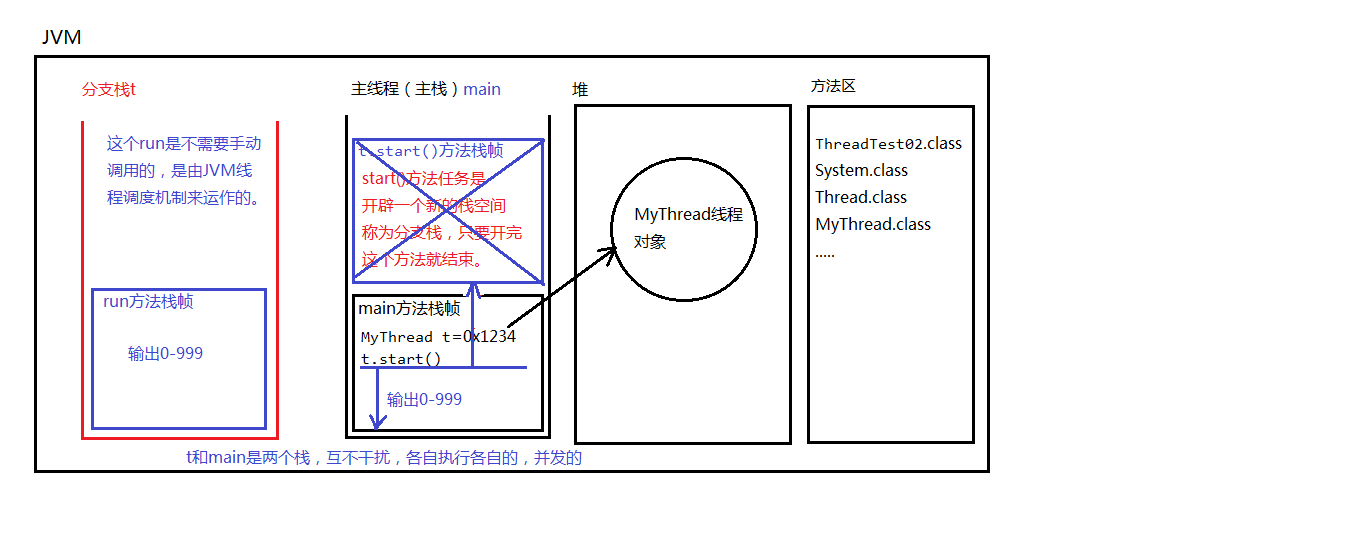 JVM
分支栈t
这个run是不需要手动
调用的，是由JVM线
程调度机制来运作的。
run方法栈帧
输出0-999
主线程（主栈）main
t.start()方法栈帧
start()方法任务是
开辟一个新的栈空间
称为分支栈，只要开完
这个方法就结束。
main方法栈帧
MyThread t=0x1234
t.start()
输出0-999
堆
MyThread线程
对象
方法区
ThreadTest02.class
System.class
Thread.class
MyThread.class
.....
t和main是两个栈，互不干扰，各自执行各自的，并发的